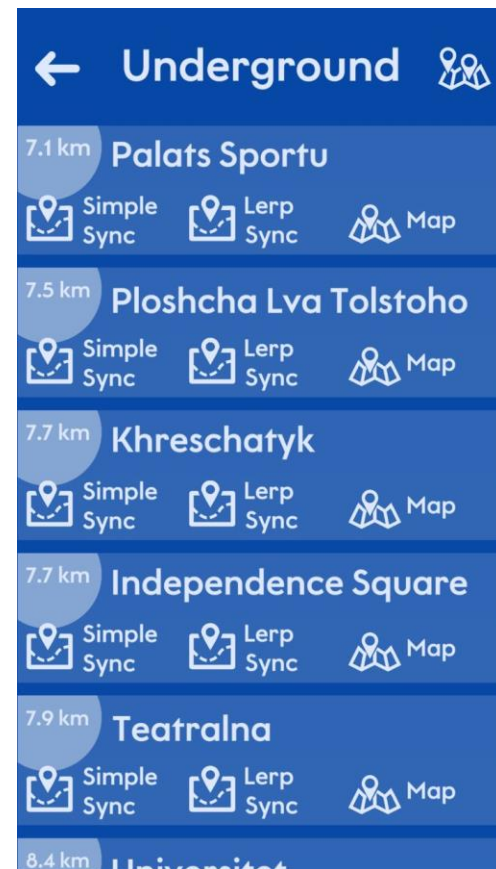 Underground
7.1 km
Palats Sportu
Simple Sync
Lerp Sync
Map
7.5 km
Ploshcha Lva Tolstoho
Simple Sync
Lerp Sync
Map
7.7 km
Khreschatyk
Simple Sync
Lerp Sync
Map
7.7 km
Independence Square
Simple Sync
Lerp Sync
Map
7.9 km
Teatralna
Simple Sync
Lerp Sync
Map
8.4 km
Universitet